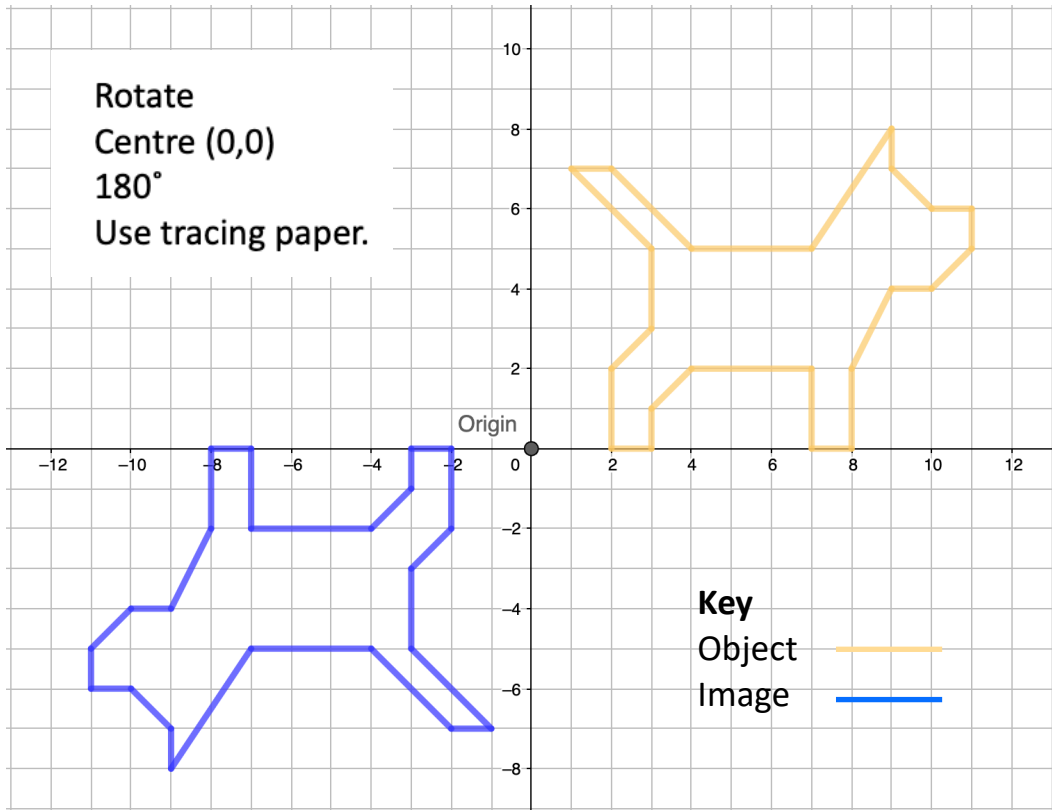 Rotate
Centre (0,0)
180˚
Use tracing paper.
10
8
6
4
2
Origin
−12 −10 −8 −6 −4 −2 0 2 4 6 8 10 12
−2
−4
−6
−8
Key
Object
Image